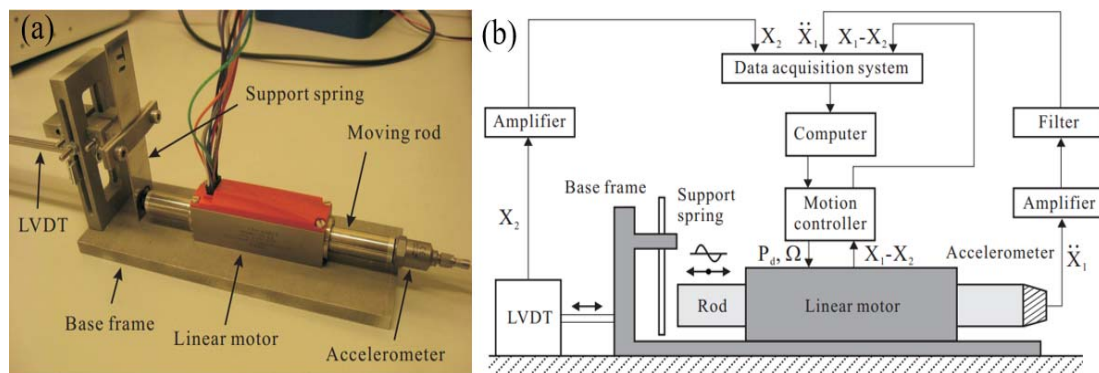 (a)
Support spring
Moving rod
LVDT
Base frame
Linear motor
Accelerometer
(b)
X₂ Ẍ₁ X₁-X₂
Data acquisition system
Amplifier
Computer
Filter
Base frame
Support
spring
Motion
controller
Amplifier
X₂
P_d, Ω
X₁-X₂
Accelerometer
Ẍ₁
LVDT
Rod
Linear motor